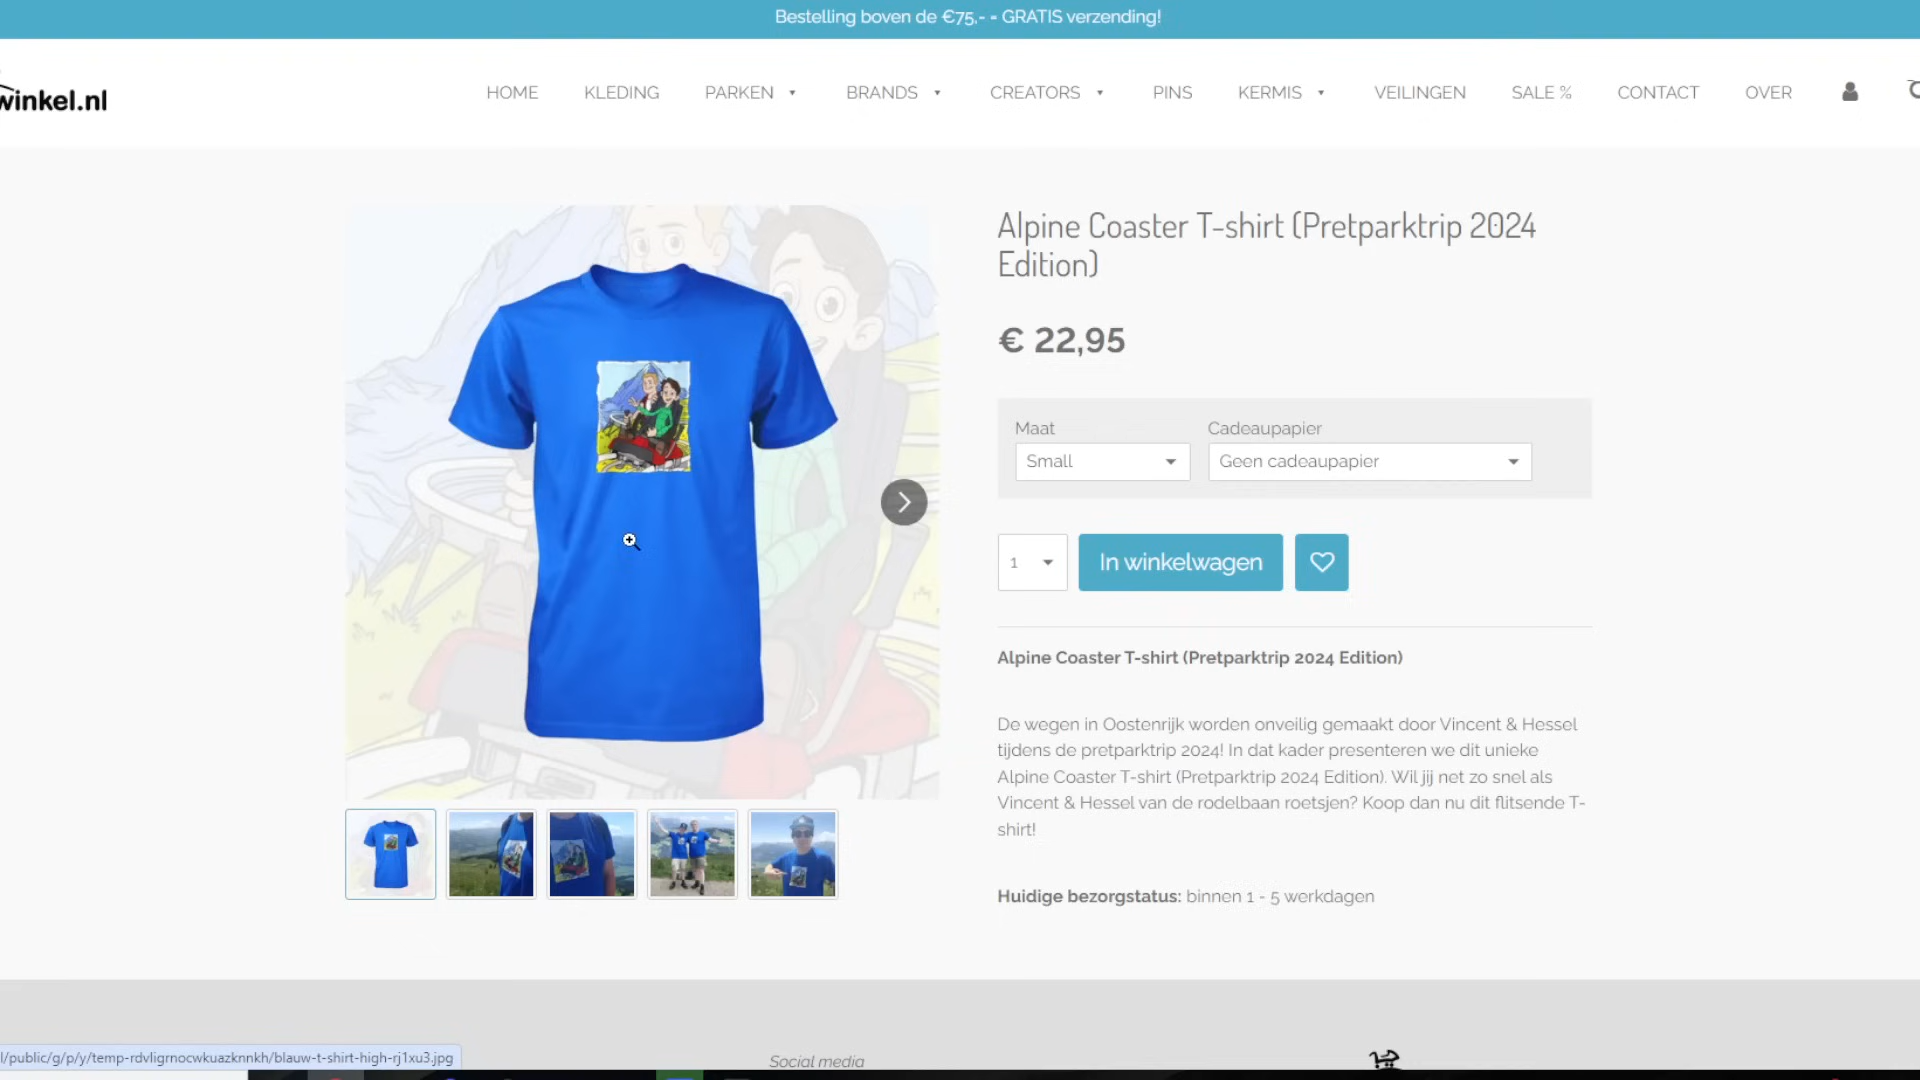 Bestelling boven de €75,- = GRATIS verzending!
winkel.nl
HOME KLEDING PARKEN BRANDS CREATORS PINS KERMIS VEILINGEN SALE % CONTACT OVER
Alpine Coaster T-shirt (Pretparktrip 2024
Edition)
€ 22,95
Maat Cadeaupapier
Small Geen cadeaupapier
1 In winkelwagen
Alpine Coaster T-shirt (Pretparktrip 2024 Edition)
De wegen in Oostenrijk worden onveilig gemaakt door Vincent & Hessel
tijdens de pretparktrip 2024! In dat kader presenteren we dit unieke
Alpine Coaster T-shirt (Pretparktrip 2024 Edition). Wil jij net zo snel als
Vincent & Hessel van de rodelbaan roetsjen? Koop dan nu dit flitsende T-
shirt!
Huidige bezorgstatus: binnen 1 - 5 werkdagen
l/public/g/p/y/temp-rdvligrnocwkuazknnkh/blauw-t-shirt-high-rj1xu3.jpg
Social media